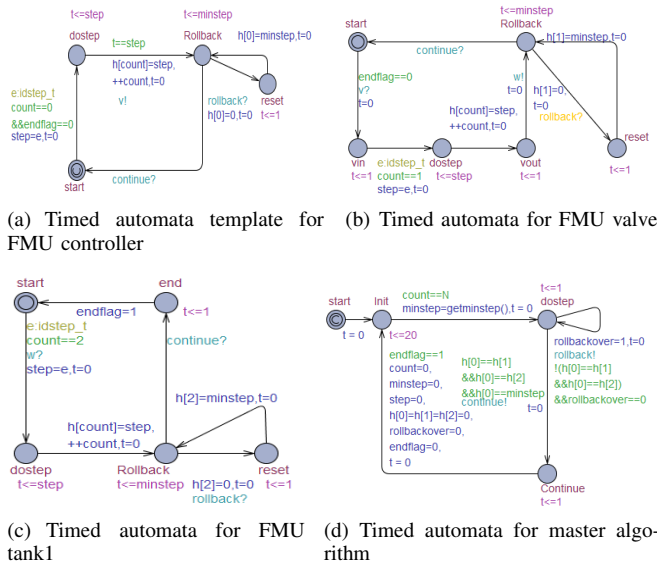 t<=step
t<=minstep
dostep
t==step
Rollback
h[0]=minstep,t=0
h[count]=step,
++count,t=0
v!
e:idstep_t
count==0
&&endflag==0
step=e,t=0
rollback?
h[0]=0,t=0
reset
t<=1
start
continue?
(a) Timed automata template for
FMU controller
t<=minstep
start
Rollback
h[1]=minstep,t=0
continue?
endflag==0
v?
t=0
w!
t=0
h[1]=0,
t=0
rollback?
h[count]=step,
++count,t=0
reset
t<=1
vin
t<=1
e:idstep_t
count==1
step=e,t=0
dostep
t<=step
vout
t<=1
(b) Timed automata for FMU valve
start
end
endflag=1
t<=1
e:idstep_t
count==2
w?
step=e,t=0
continue?
h[2]=minstep,t=0
h[count]=step,
++count,t=0
dostep
t<=step
Rollback
t<=minstep
h[2]=0,t=0
rollback?
reset
t<=1
(c) Timed automata for FMU
tank1
start
Init
count==N
minstep=getminstep(),t = 0
t<=1
dostep
t = 0
t<=20
endflag==1
count=0,
minstep=0,
step=0,
h[0]=h[1]=h[2]=0,
rollbackover=0,
endflag=0,
t = 0
h[0]==h[1]
&&h[0]==h[2]
&&h[0]==minstep
continue!
t=0
rollbackover=1,t=0
rollback!
!(h[0]==h[1]
&&h[0]==h[2])
&&rollbackover==0
Continue
t<=1
(d) Timed automata for master algo-
rithm